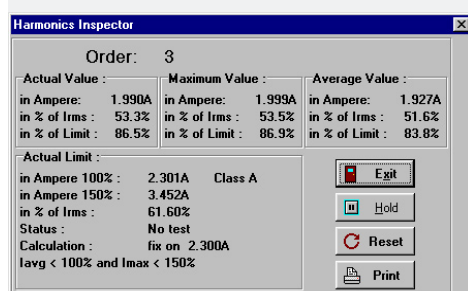 Harmonics Inspector
Order: 3
Actual Value : Maximum Value : Average Value :
in Ampere: 1.990A in Ampere: 1.999A in Ampere: 1.927A
in % of Irms : 53.3% in % of Irms : 53.5% in % of Irms : 51.6%
in % of Limit : 86.5% in % of Limit : 86.9% in % of Limit : 83.8%
Actual Limit :
in Ampere 100% : 2.301A Class A
in Ampere 150% : 3.452A
in % of Irms : 61.60%
Status : No test
Calculation : fix on 2.300A
Iavg < 100% and Imax < 150%
Exit
Hold
Reset
Print